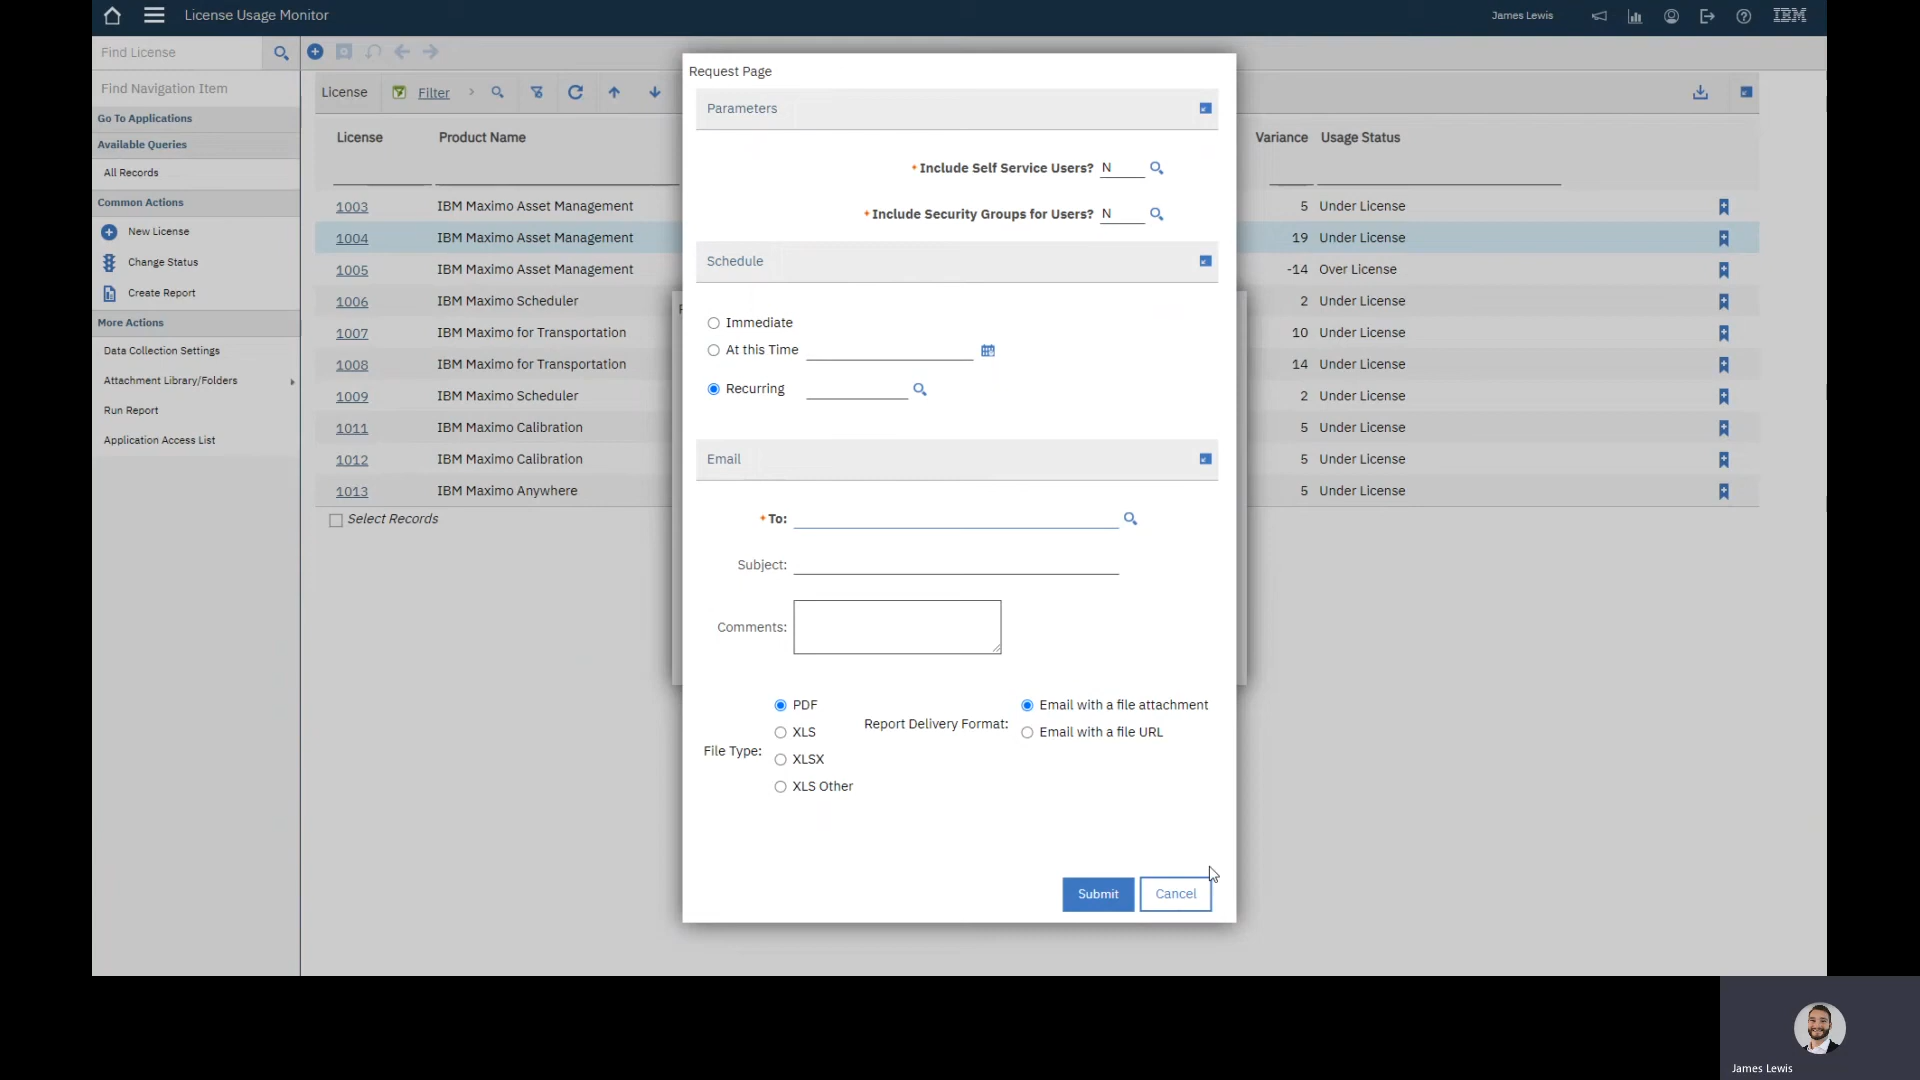 License Usage Monitor
James Lewis
IBM
Find License
Find Navigation Item
Go To Applications
Available Queries
All Records
Common Actions
New License
Change Status
Create Report
More Actions
Data Collection Settings
Attachment Library/Folders
Run Report
Application Access List
License Filter
License Product Name Variance Usage Status
1003 IBM Maximo Asset Management 5 Under License
1004 IBM Maximo Asset Management 19 Under License
1005 IBM Maximo Asset Management -14 Over License
1006 IBM Maximo Scheduler 2 Under License
1007 IBM Maximo for Transportation 10 Under License
1008 IBM Maximo for Transportation 14 Under License
1009 IBM Maximo Scheduler 2 Under License
1011 IBM Maximo Calibration 5 Under License
1012 IBM Maximo Calibration 5 Under License
1013 IBM Maximo Anywhere 5 Under License
Select Records
Request Page
Parameters
*Include Self Service Users? N
*Include Security Groups for Users? N
Schedule
Immediate
At this Time
Recurring
Email
*To:
Subject:
Comments:
File Type:
PDF
XLS
XLSX
XLS Other
Report Delivery Format:
Email with a file attachment
Email with a file URL
Submit Cancel
James Lewis